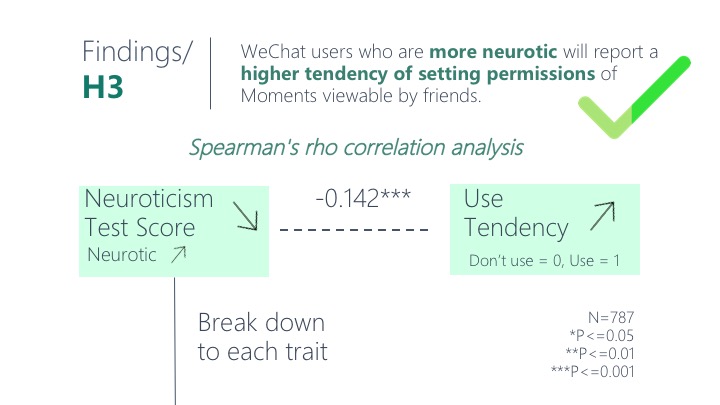 Findings/
H3
WeChat users who are more neurotic will report a
higher tendency of setting permissions of
Moments viewable by friends.
Spearman's rho correlation analysis
Neuroticism
Test Score
Neurotic
-0.142***
Use
Tendency
Don't use = 0, Use = 1
Break down
to each trait
N=787
*P<=0.05
**P<=0.01
***P<=0.001